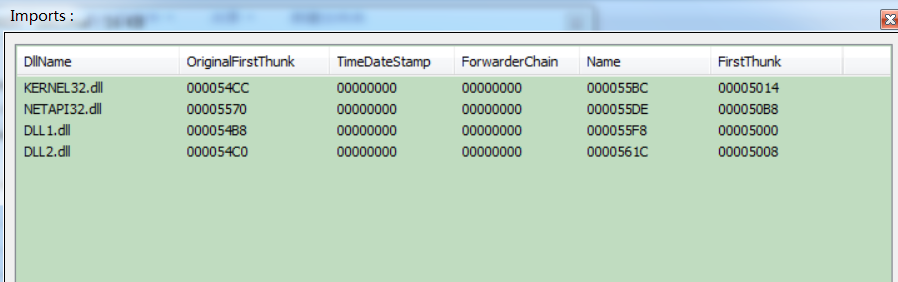 Imports :
DllName OriginalFirstThunk TimeDateStamp ForwarderChain Name FirstThunk
KERNEL32.dll 000054CC 00000000 00000000 000055BC 00005014
NETAPI32.dll 00005570 00000000 00000000 000055DE 000050B8
DLL1.dll 000054B8 00000000 00000000 000055F8 00005000
DLL2.dll 000054C0 00000000 00000000 0000561C 00005008